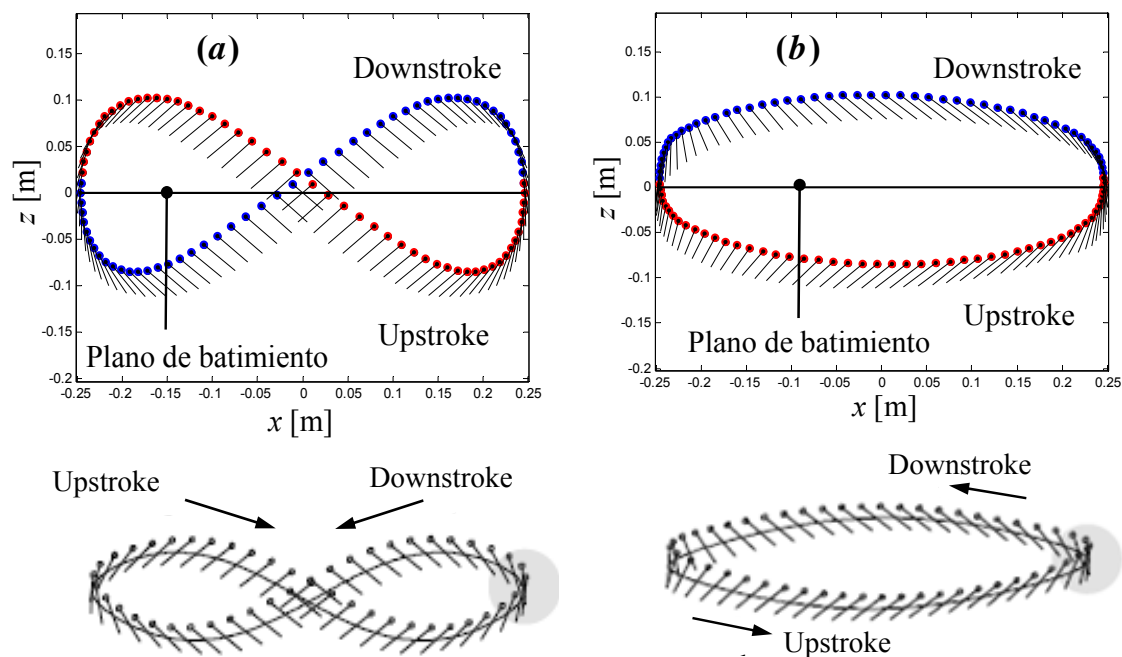 (a)
Downstroke
0.15
0.1
0.05
0
-0.05
-0.1
-0.15
-0.2
z [m]
Upstroke
Plano de batimiento
-0.25 -0.2 -0.15 -0.1 -0.05 0 0.05 0.1 0.15 0.2 0.25
x [m]
(b)
Downstroke
0.15
0.1
0.05
0
-0.05
-0.1
-0.15
-0.2
z [m]
Upstroke
Plano de batimiento
-0.25 -0.2 -0.15 -0.1 -0.05 0 0.05 0.1 0.15 0.2 0.25
x [m]
Upstroke
Downstroke
Downstroke
Upstroke